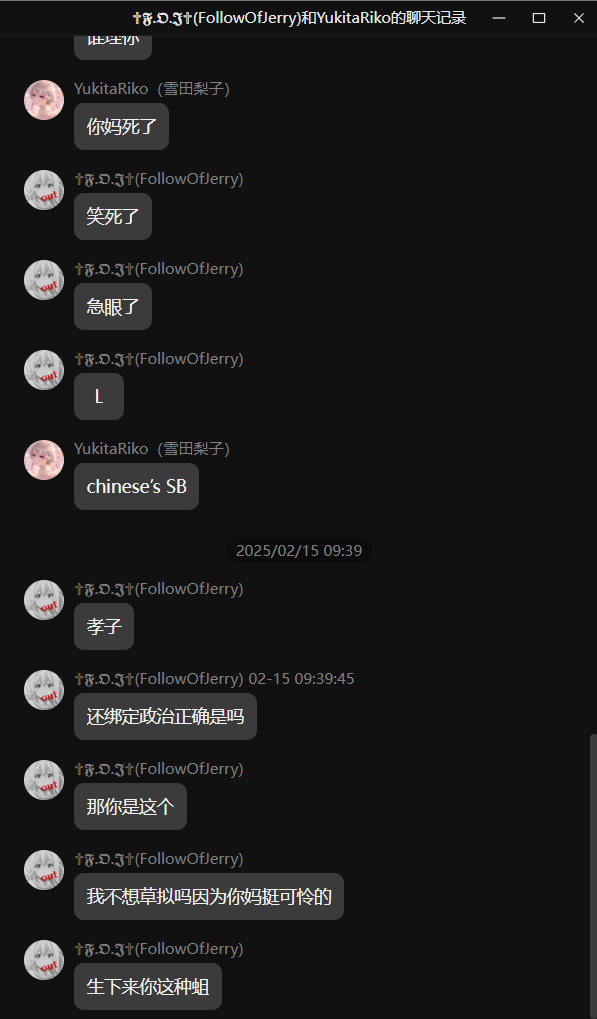 ✝𝕱.𝕺.𝕵✝(FollowOfJerry)和YukitaRiko的聊天记录
谁理你
YukitaRiko（雪田梨子）
你妈死了
✝𝕱.𝕺.𝕵✝(FollowOfJerry)
笑死了
✝𝕱.𝕺.𝕵✝(FollowOfJerry)
急眼了
✝𝕱.𝕺.𝕵✝(FollowOfJerry)
L
YukitaRiko（雪田梨子）
chinese's SB
2025/02/15 09:39
✝𝕱.𝕺.𝕵✝(FollowOfJerry)
孝子
✝𝕱.𝕺.𝕵✝(FollowOfJerry) 02-15 09:39:45
还绑定政治正确是吗
✝𝕱.𝕺.𝕵✝(FollowOfJerry)
那你是这个
✝𝕱.𝕺.𝕵✝(FollowOfJerry)
我不想草拟吗因为你妈挺可怜的
✝𝕱.𝕺.𝕵✝(FollowOfJerry)
生下来你这种蛆